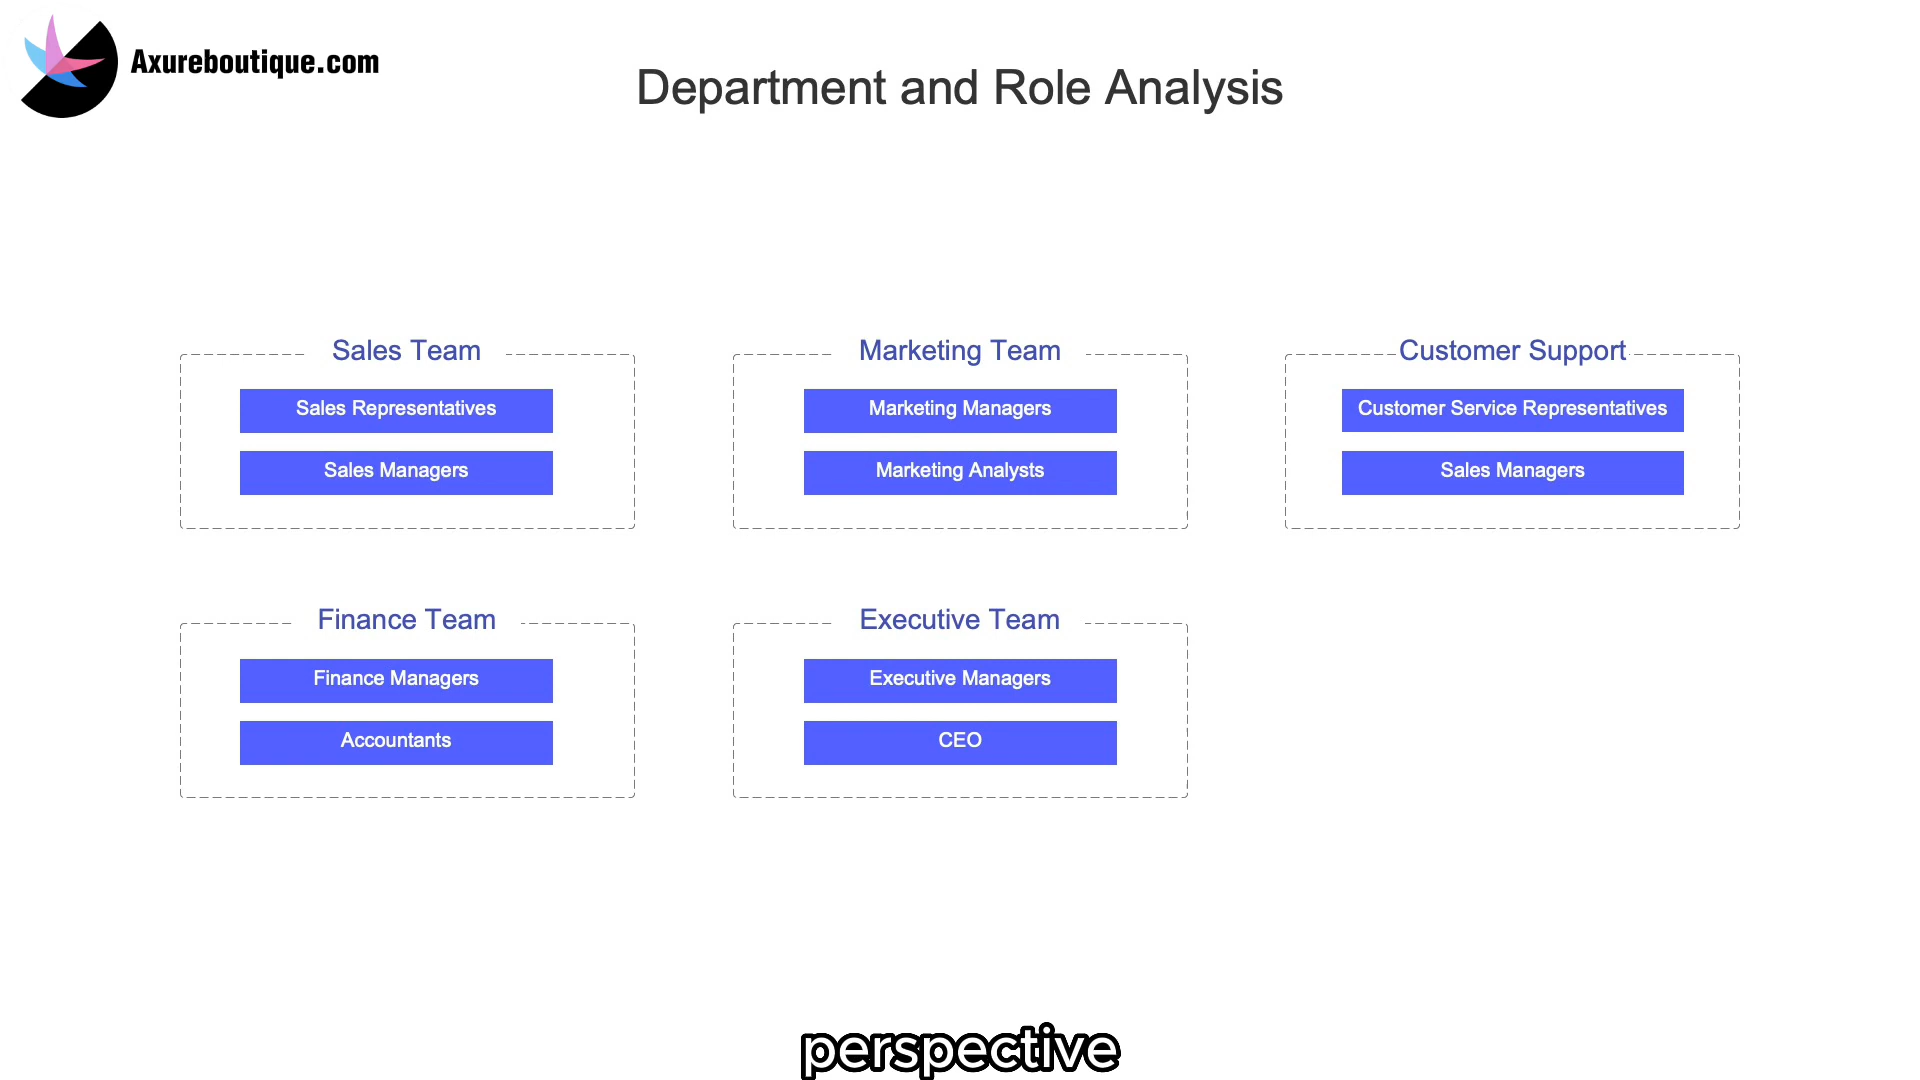 Axureboutique.com
Department and Role Analysis
Sales Team
Sales Representatives
Sales Managers
Marketing Team
Marketing Managers
Marketing Analysts
Customer Support
Customer Service Representatives
Sales Managers
Finance Team
Finance Managers
Accountants
Executive Team
Executive Managers
CEO
perspective